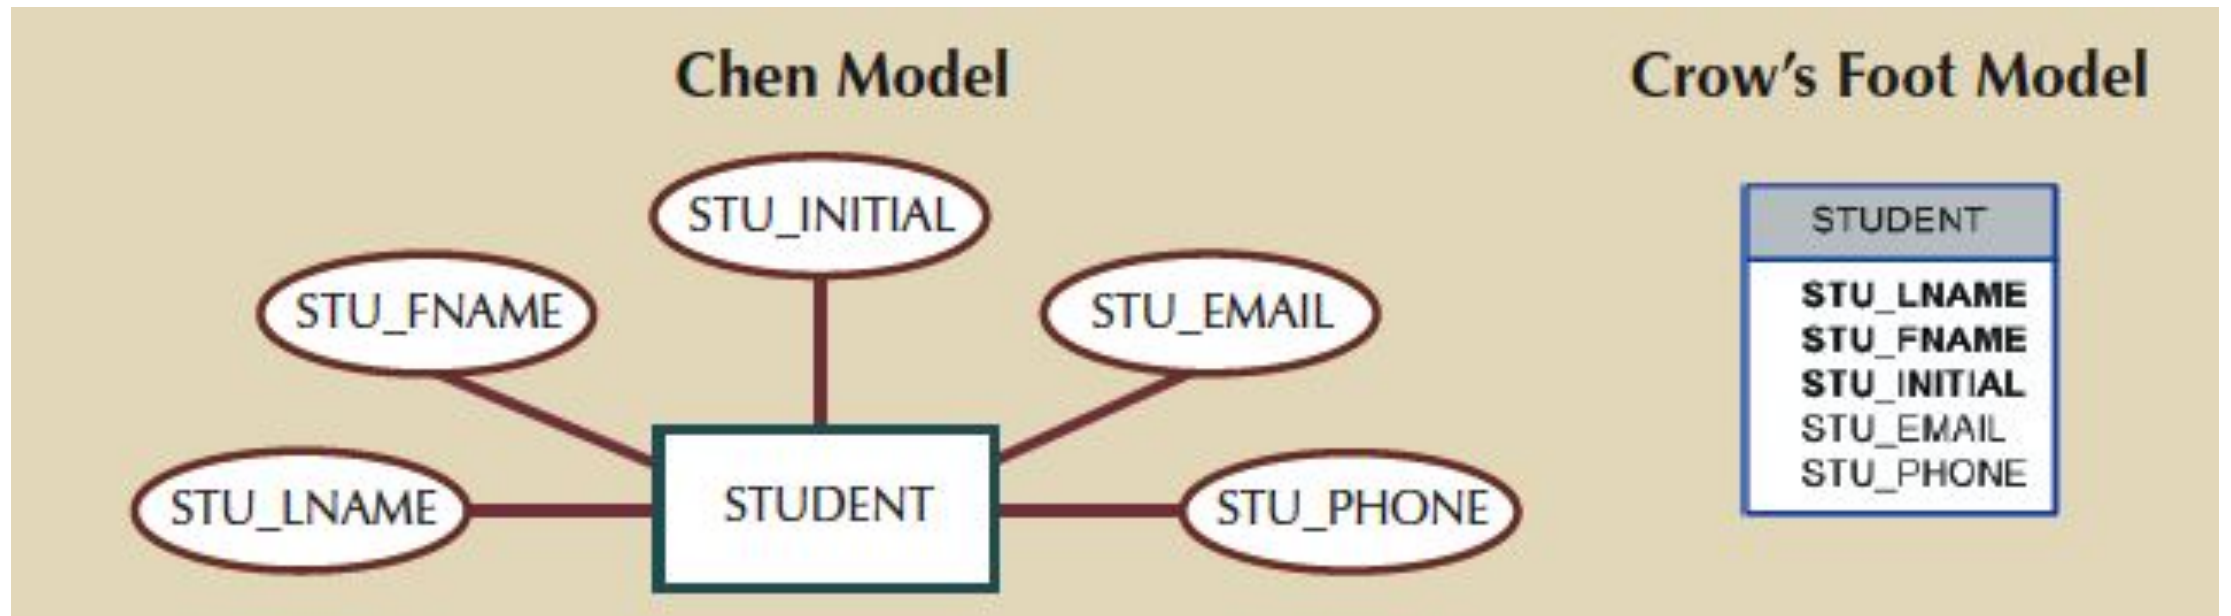 Chen Model
STU_INITIAL
STU_FNAME
STU_EMAIL
STU_LNAME
STUDENT
STU_PHONE
Crow's Foot Model
STUDENT
STU_LNAME
STU_FNAME
STU_INITIAL
STU_EMAIL
STU_PHONE